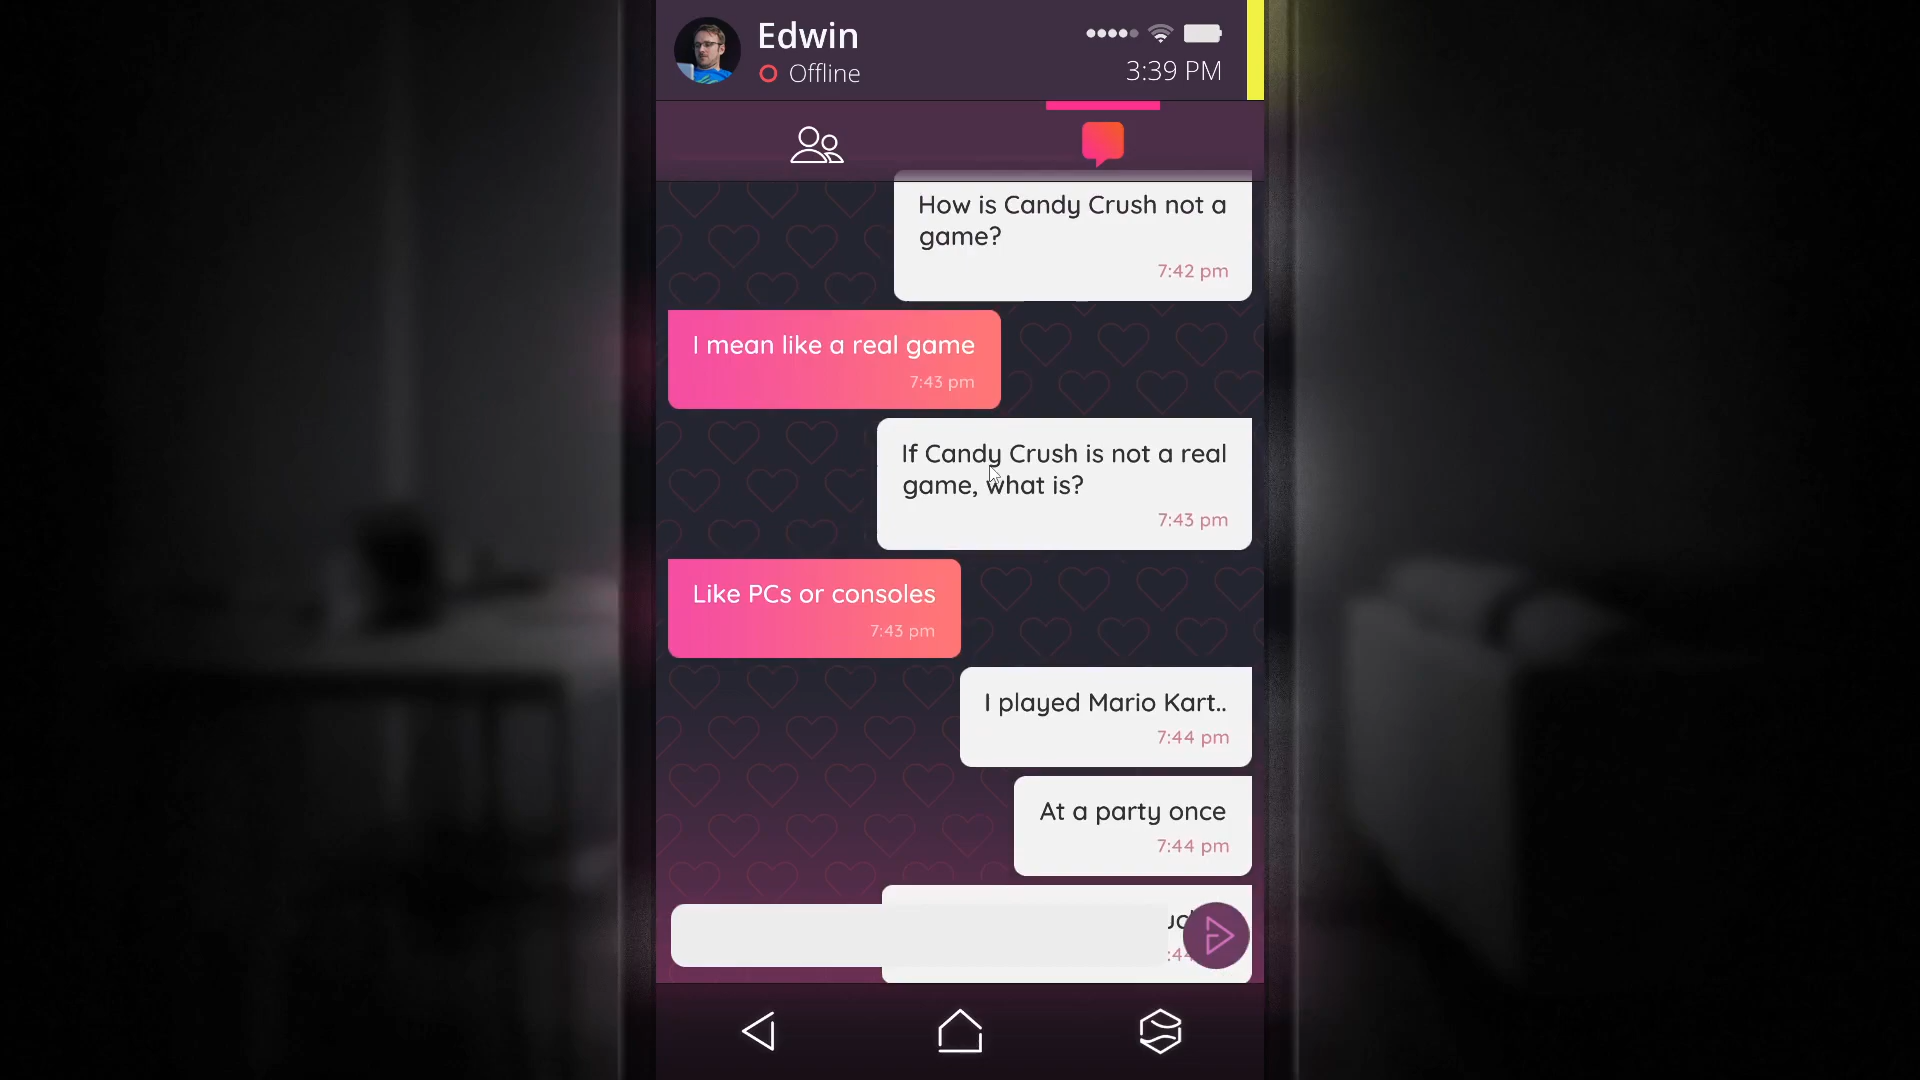 Edwin
Offline
3:39 PM
How is Candy Crush not a
game?
7:42 pm
I mean like a real game
7:43 pm
If Candy Crush is not a real
game, what is?
7:43 pm
Like PCs or consoles
7:43 pm
I played Mario Kart..
7:44 pm
At a party once
7:44 pm